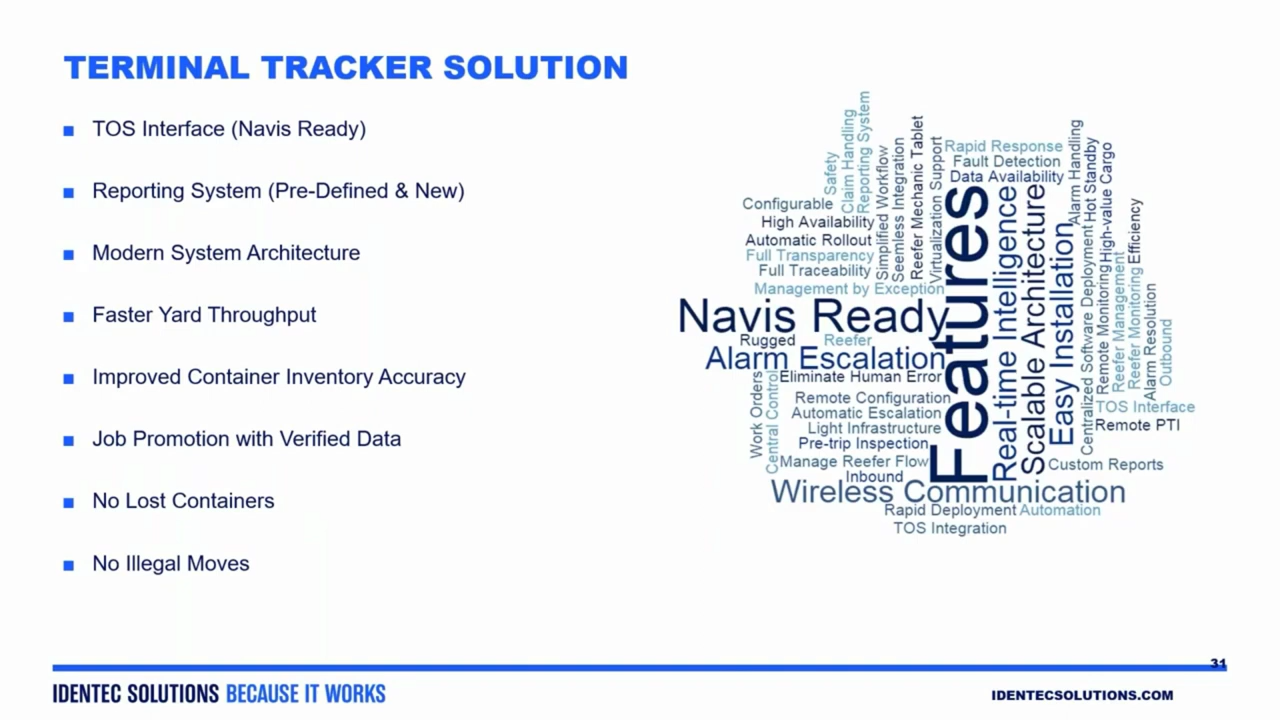 TERMINAL TRACKER SOLUTION
TOS Interface (Navis Ready)
Reporting System (Pre-Defined & New)
Modern System Architecture
Faster Yard Throughput
Improved Container Inventory Accuracy
Job Promotion with Verified Data
No Lost Containers
No Illegal Moves
Safety
Claim Handling
Reporting System
Simplified Workflow
Seemless Integration
Reefer Mechanic Tablet
Virtualization Support
Rapid Response
Fault Detection
Data Availability
Configurable
High Availability
Automatic Rollout
Full Transparency
Full Traceability
Management by Exception
Navis Ready
Rugged
Reefer
Alarm Escalation
Eliminate Human Error
Work Orders
Central Control
Remote Configuration
Automatic Escalation
Light Infrastructure
Pre-trip Inspection
Manage Reefer Flow
Inbound
Features
Real-time Intelligence
Scalable Architecture
Easy Installation
Alarm Handling
Centralized Software Deployment
Hot Standby
Remote Monitoring
High-value Cargo
Reefer Management
Reefer Monitoring
Efficiency
Alarm Resolution
Outbound
TOS Interface
Remote PTI
Custom Reports
Wireless Communication
Rapid Deployment
Automation
TOS Integration
31
IDENTEC SOLUTIONS BECAUSE IT WORKS
IDENTECSOLUTIONS.COM